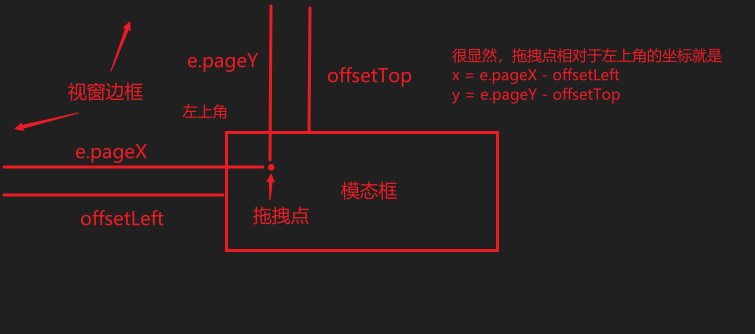 e.pageY
offsetTop
很显然，拖拽点相对于左上角的坐标就是
x = e.pageX - offsetLeft
y = e.pageY - offsetTop
视窗边框
左上角
e.pageX
模态框
offsetLeft
拖拽点